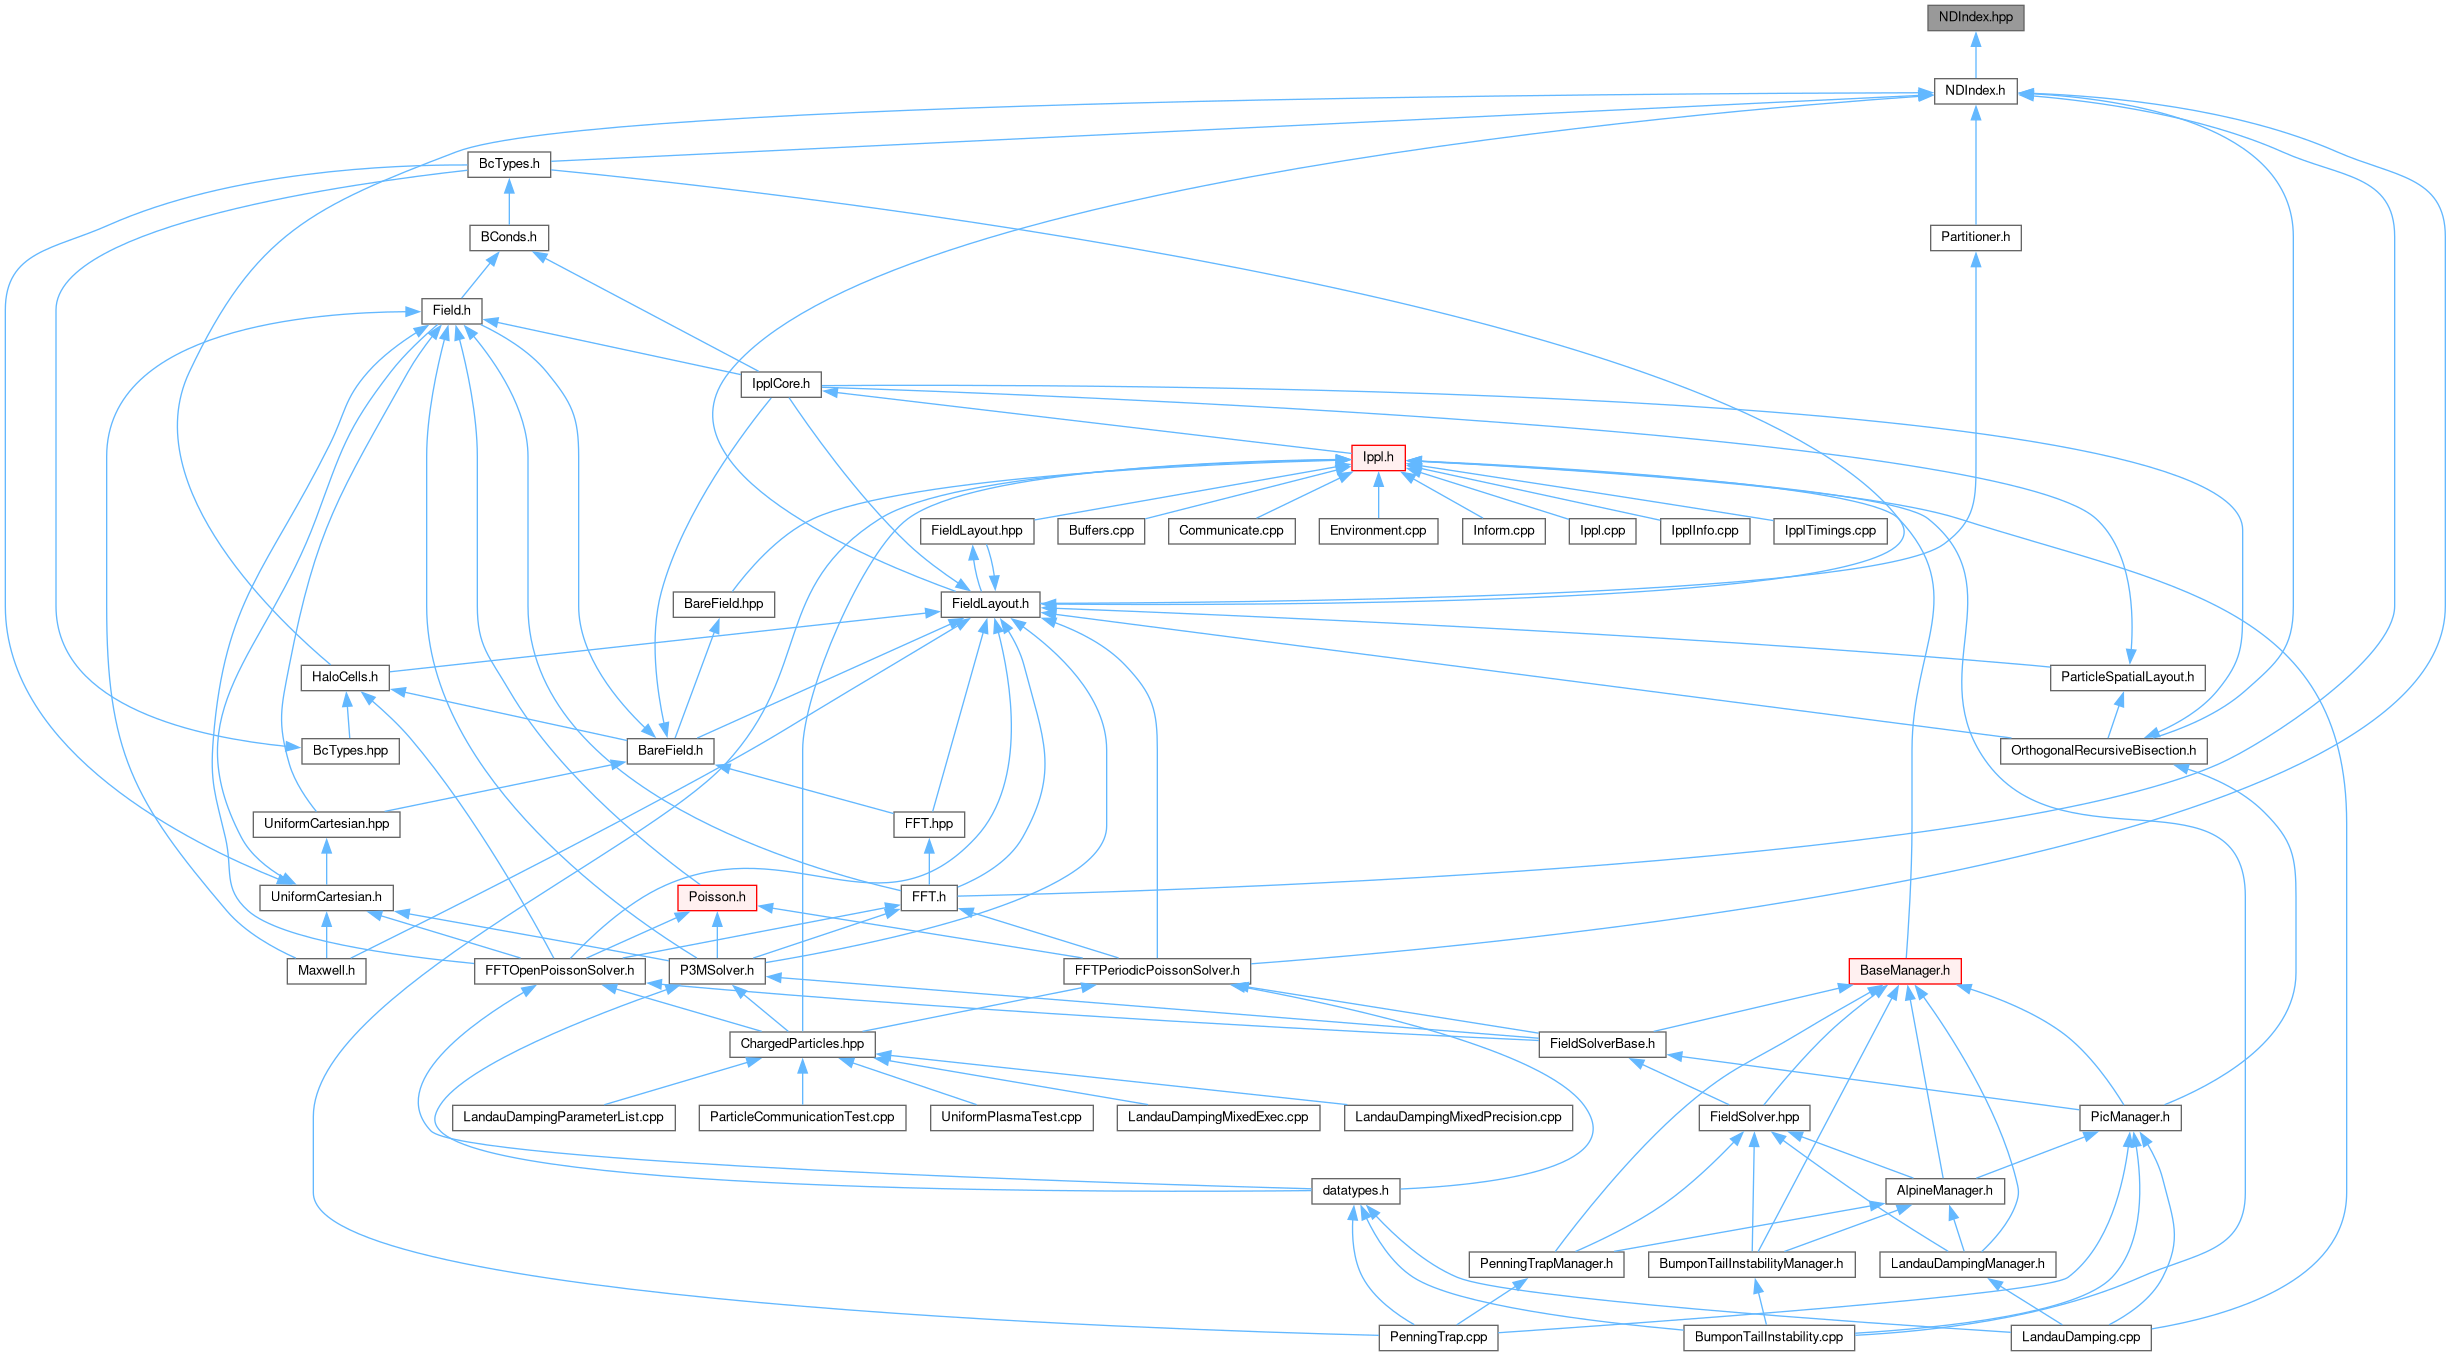 NDIndex.hpp
NDIndex.h
BcTypes.h
BConds.h
Partitioner.h
Field.h
IpplCore.h
Ippl.h
FieldLayout.hpp
Buffers.cpp
Communicate.cpp
Environment.cpp
Inform.cpp
Ippl.cpp
IpplInfo.cpp
IpplTimings.cpp
BareField.hpp
FieldLayout.h
HaloCells.h
ParticleSpatialLayout.h
BcTypes.hpp
BareField.h
OrthogonalRecursiveBisection.h
UniformCartesian.hpp
FFT.hpp
UniformCartesian.h
Poisson.h
FFT.h
Maxwell.h
FFTOpenPoissonSolver.h
P3MSolver.h
FFTPeriodicPoissonSolver.h
BaseManager.h
ChargedParticles.hpp
FieldSolverBase.h
LandauDampingParameterList.cpp
ParticleCommunicationTest.cpp
UniformPlasmaTest.cpp
LandauDampingMixedExec.cpp
LandauDampingMixedPrecision.cpp
FieldSolver.hpp
PicManager.h
datatypes.h
AlpineManager.h
PenningTrapManager.h
BumponTailInstabilityManager.h
LandauDampingManager.h
PenningTrap.cpp
BumponTailInstability.cpp
LandauDamping.cpp